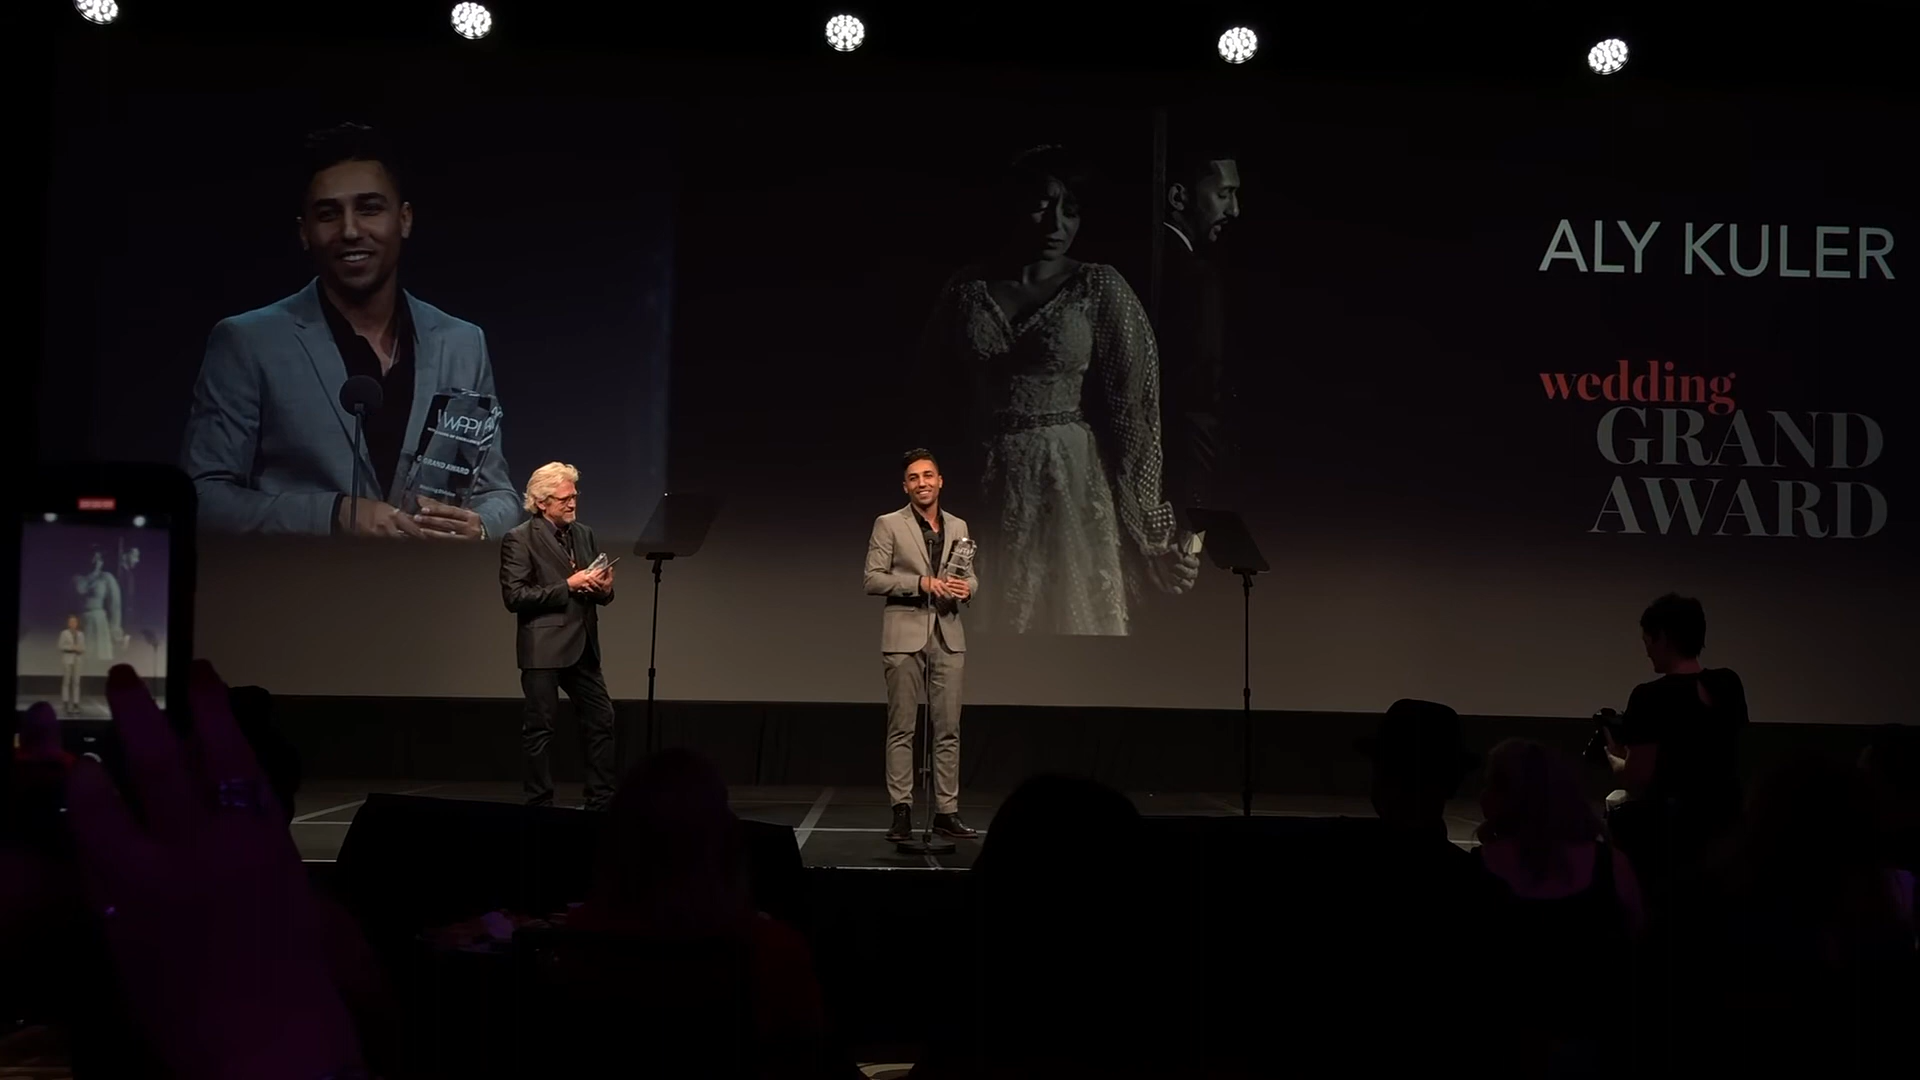 WPPI
GRAND AWARD
ALY KULER
wedding
GRAND
AWARD